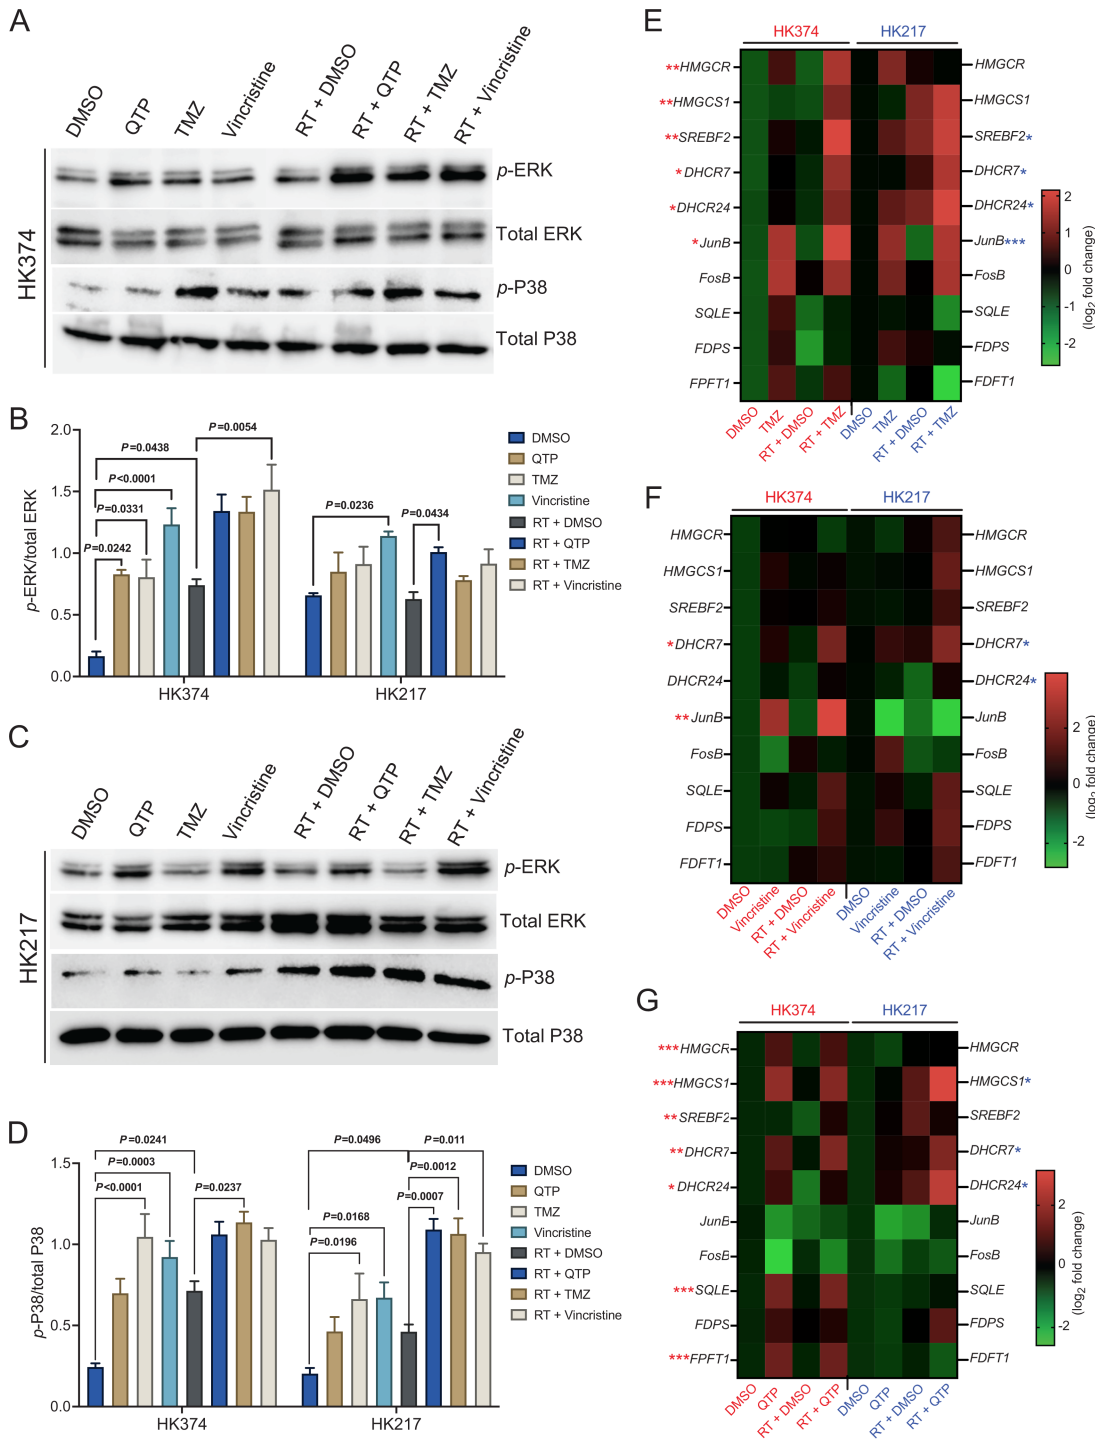 A
DMSO
QTP
TMZ
Vincristine
RT + DMSO
RT + QTP
RT + TMZ
RT + Vincristine
HK374
p-ERK
Total ERK
p-P38
Total P38
B
p-ERK/total ERK
2.0
1.5
1.0
0.5
0.0
P=0.0054
P=0.0438
P<0.0001
P=0.0331
P=0.0242
P=0.0236
P=0.0434
HK374
HK217
DMSO
QTP
TMZ
Vincristine
RT + DMSO
RT + QTP
RT + TMZ
RT + Vincristine
C
DMSO
QTP
TMZ
Vincristine
RT + DMSO
RT + QTP
RT + TMZ
RT + Vincristine
HK217
p-ERK
Total ERK
p-P38
Total P38
D
p-P38/total P38
1.5
1.0
0.5
0.0
P=0.0241
P=0.0003
P<0.0001
P=0.0237
P=0.0496
P=0.011
P=0.0012
P=0.0007
P=0.0168
P=0.0196
HK374
HK217
DMSO
QTP
TMZ
Vincristine
RT + DMSO
RT + QTP
RT + TMZ
RT + Vincristine
E
HK374
HK217
**HMGCR
**HMGCS1
**SREBF2
*DHCR7
*DHCR24
*JunB
FosB
SQLE
FDPS
FPFT1
HMGCR
HMGCS1
SREBF2*
DHCR7*
DHCR24*
JunB***
FosB
SQLE
FDPS
FDFT1
DMSO
TMZ
RT + DMSO
RT + TMZ
DMSO
TMZ
RT + DMSO
RT + TMZ
2
1
0
-1
-2
(log2 fold change)
F
HK374
HK217
HMGCR
HMGCS1
SREBF2
*DHCR7
DHCR24
**JunB
FosB
SQLE
FDPS
FDFT1
HMGCR
HMGCS1
SREBF2
DHCR7*
DHCR24*
JunB
FosB
SQLE
FDPS
FDFT1
DMSO
Vincristine
RT + DMSO
RT + Vincristine
DMSO
Vincristine
RT + DMSO
RT + Vincristine
2
0
-2
(log2 fold change)
G
HK374
HK217
***HMGCR
***HMGCS1
**SREBF2
**DHCR7
*DHCR24
JunB
FosB
***SQLE
FDPS
***FPFT1
HMGCR
HMGCS1*
SREBF2
DHCR7*
DHCR24*
JunB
FosB
SQLE
FDPS
FDFT1
DMSO
QTP
RT + DMSO
RT + QTP
DMSO
QTP
RT + DMSO
RT + QTP
2
0
-2
(log2 fold change)